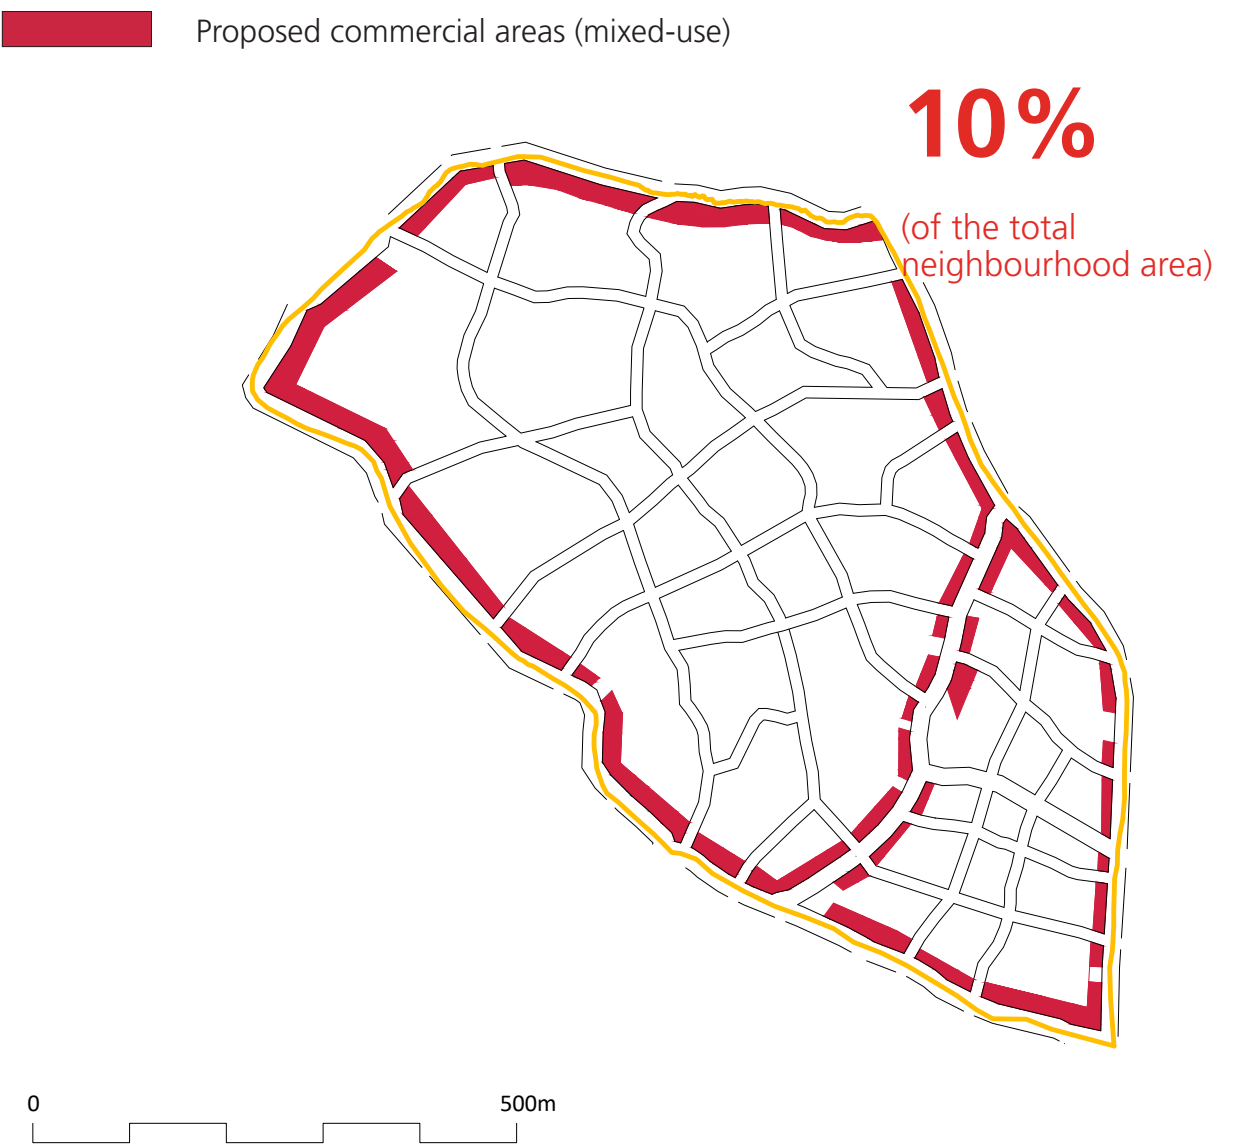 Proposed commercial areas (mixed-use)
10%
(of the total
neighbourhood area)
0 500m